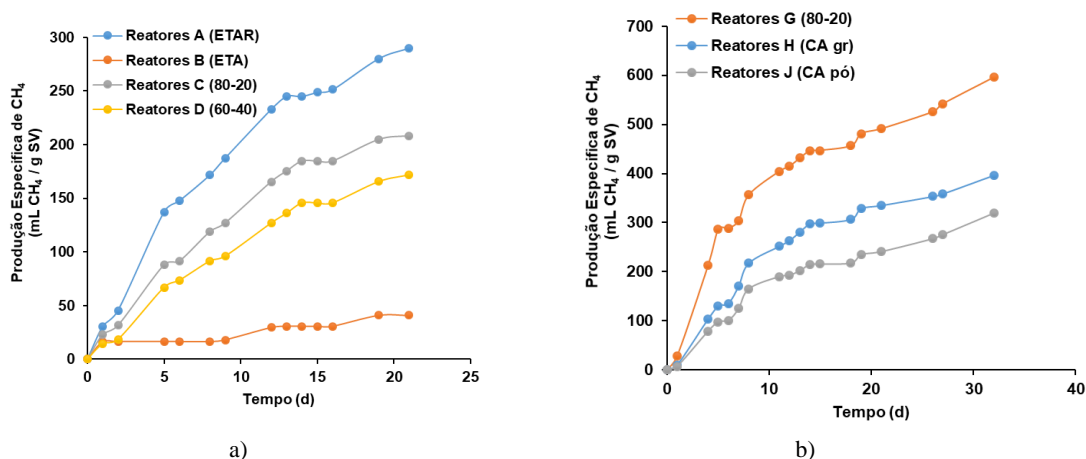 Reatores A (ETAR)
Reatores B (ETA)
Reatores C (80-20)
Reatores D (60-40)
Produção Especifica de CH₄
(mL CH₄ / g SV)
300
250
200
150
100
50
0
0 5 10 15 20 25
Tempo (d)
a)
Reatores G (80-20)
Reatores H (CA gr)
Reatores J (CA pó)
Produção Especifica de CH₄
(mL CH₄ / g SV)
700
600
500
400
300
200
100
0
0 10 20 30 40
Tempo (d)
b)